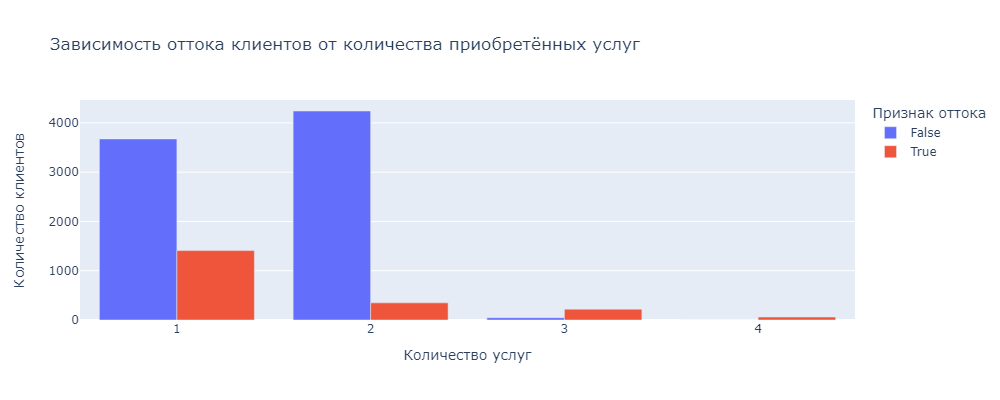 Зависимость оттока клиентов от количества приобретённых услуг
Признак оттока
False
True
Количество клиентов
4000
3000
2000
1000
0
1
2
3
4
Количество услуг